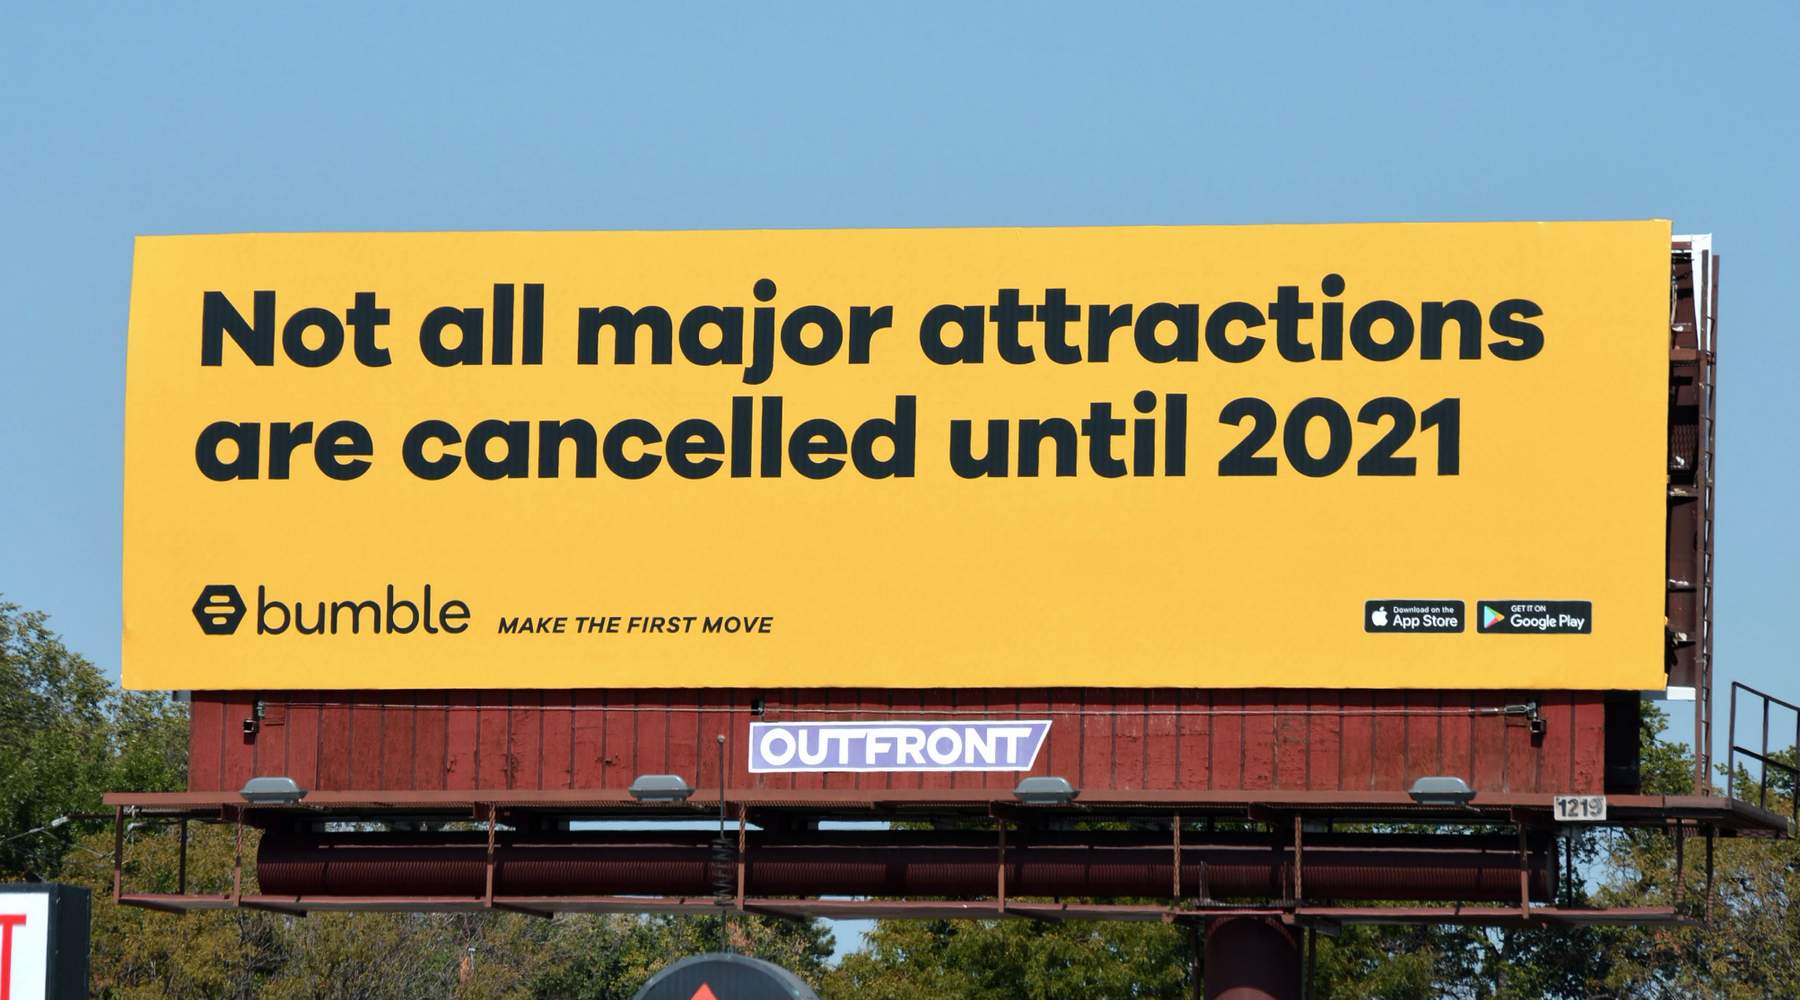 Not all major attractions
are cancelled until 2021
bumble MAKE THE FIRST MOVE
Download on the
App Store
GET IT ON
Google Play
OUTFRONT
1219